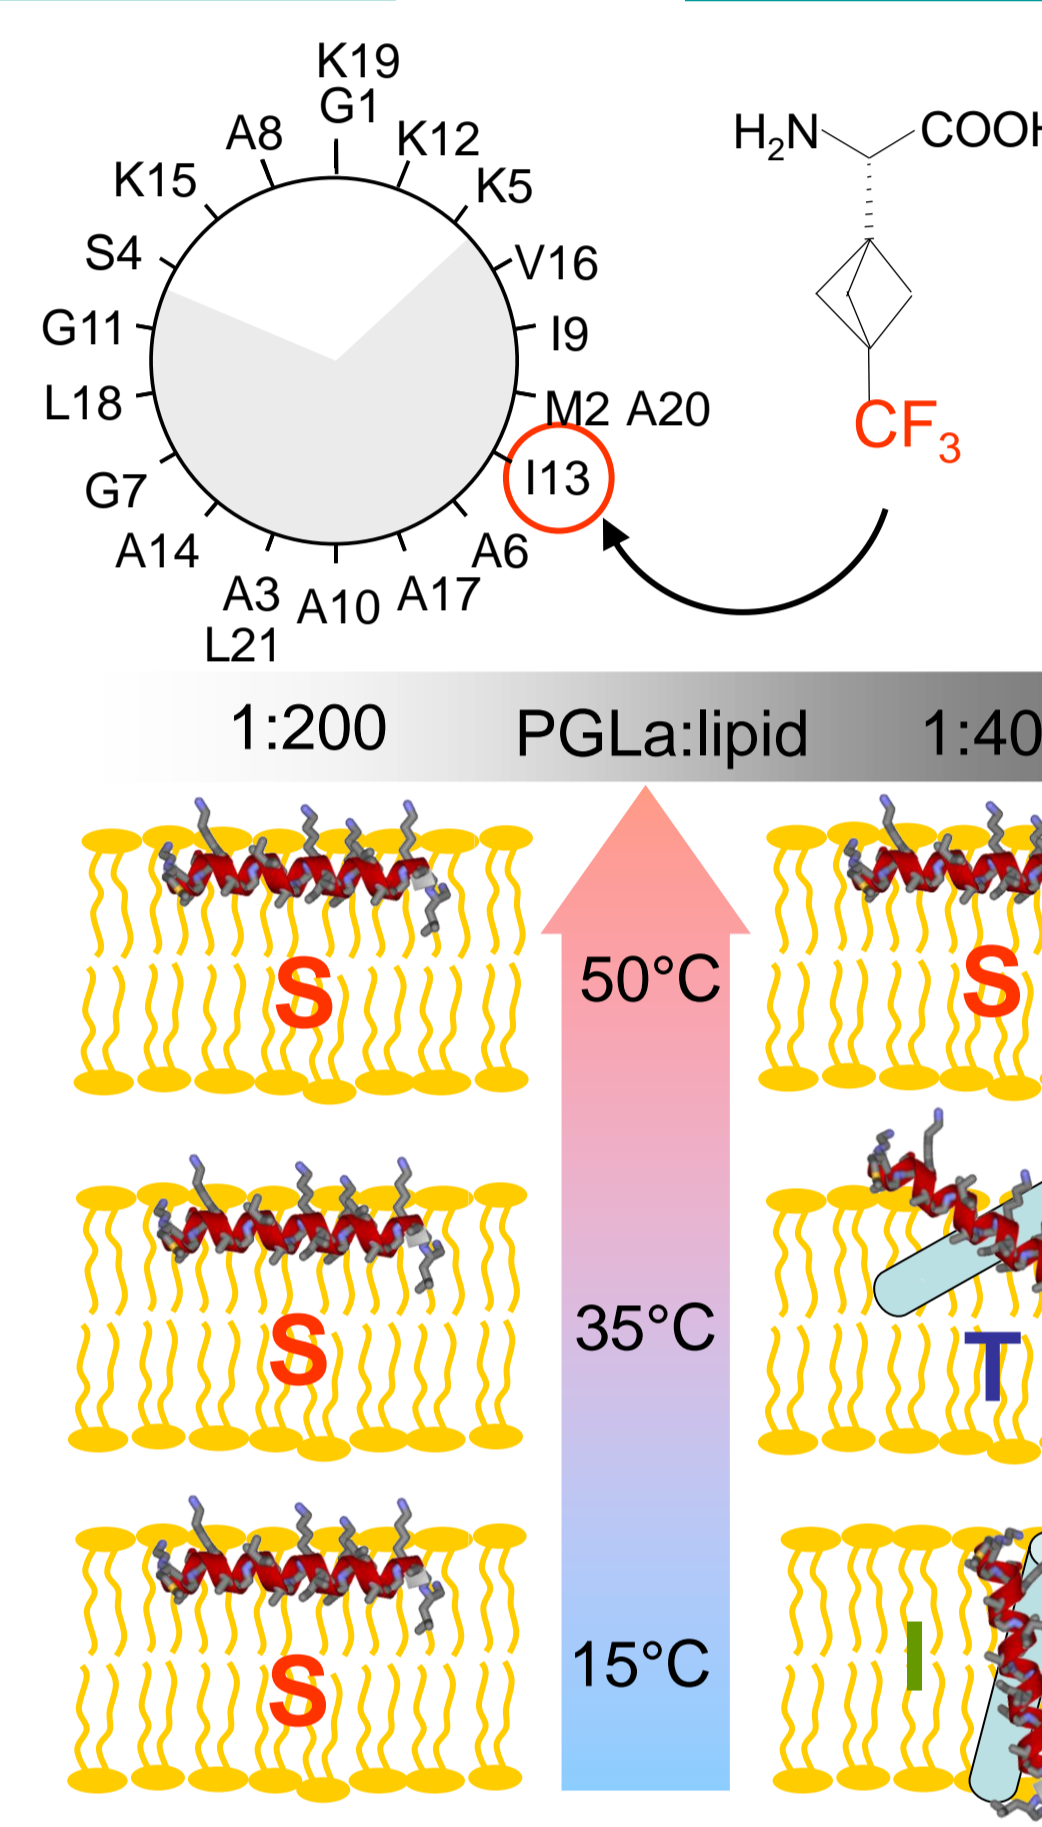 K19
G1
A8
K12
K15
K5
S4
V16
G11
I9
L18
M2 A20
G7
I13
A14
A6
A3
A10
A17
L21
H₂N
COOH
CF₃
1:200
PGLa:lipid
1:40
S
50°C
S
S
35°C
T
S
15°C
I